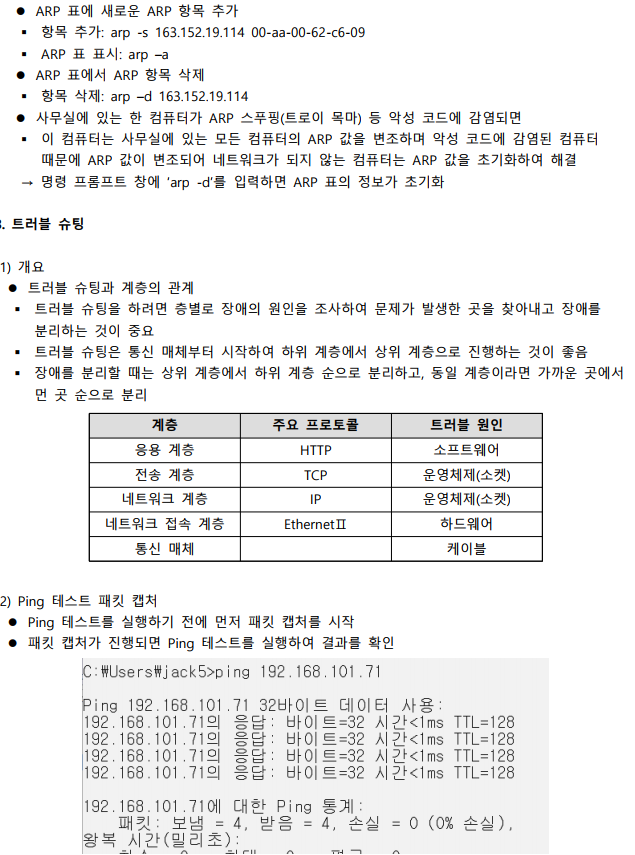 ● ARP 표에 새로운 ARP 항목 추가
▪ 항목 추가: arp -s 163.152.19.114 00-aa-00-62-c6-09
▪ ARP 표 표시: arp –a
● ARP 표에서 ARP 항목 삭제
▪ 항목 삭제: arp –d 163.152.19.114
● 사무실에 있는 한 컴퓨터가 ARP 스푸핑(트로이 목마) 등 악성 코드에 감염되면
▪ 이 컴퓨터는 사무실에 있는 모든 컴퓨터의 ARP 값을 변조하며 악성 코드에 감염된 컴퓨터
때문에 ARP 값이 변조되어 네트워크가 되지 않는 컴퓨터는 ARP 값을 초기화하여 해결
→ 명령 프롬프트 창에 ‘arp -d’를 입력하면 ARP 표의 정보가 초기화
. 트러블 슈팅
1) 개요
● 트러블 슈팅과 계층의 관계
▪ 트러블 슈팅을 하려면 층별로 장애의 원인을 조사하여 문제가 발생한 곳을 찾아내고 장애를
분리하는 것이 중요
▪ 트러블 슈팅은 통신 매체부터 시작하여 하위 계층에서 상위 계층으로 진행하는 것이 좋음
▪ 장애를 분리할 때는 상위 계층에서 하위 계층 순으로 분리하고, 동일 계층이라면 가까운 곳에서
먼 곳 순으로 분리
계층 주요 프로토콜 트러블 원인
응용 계층 HTTP 소프트웨어
전송 계층 TCP 운영체제(소켓)
네트워크 계층 IP 운영체제(소켓)
네트워크 접속 계층 EthernetⅡ 하드웨어
통신 매체 케이블
2) Ping 테스트 패킷 캡처
● Ping 테스트를 실행하기 전에 먼저 패킷 캡처를 시작
● 패킷 캡처가 진행되면 Ping 테스트를 실행하여 결과를 확인
C:₩Users₩jack5>ping 192.168.101.71
Ping 192.168.101.71 32바이트 데이터 사용:
192.168.101.71의 응답: 바이트=32 시간<1ms TTL=128
192.168.101.71의 응답: 바이트=32 시간<1ms TTL=128
192.168.101.71의 응답: 바이트=32 시간<1ms TTL=128
192.168.101.71의 응답: 바이트=32 시간<1ms TTL=128
192.168.101.71에 대한 Ping 통계:
패킷: 보냄 = 4, 받음 = 4, 손실 = 0 (0% 손실),
왕복 시간(밀리초):